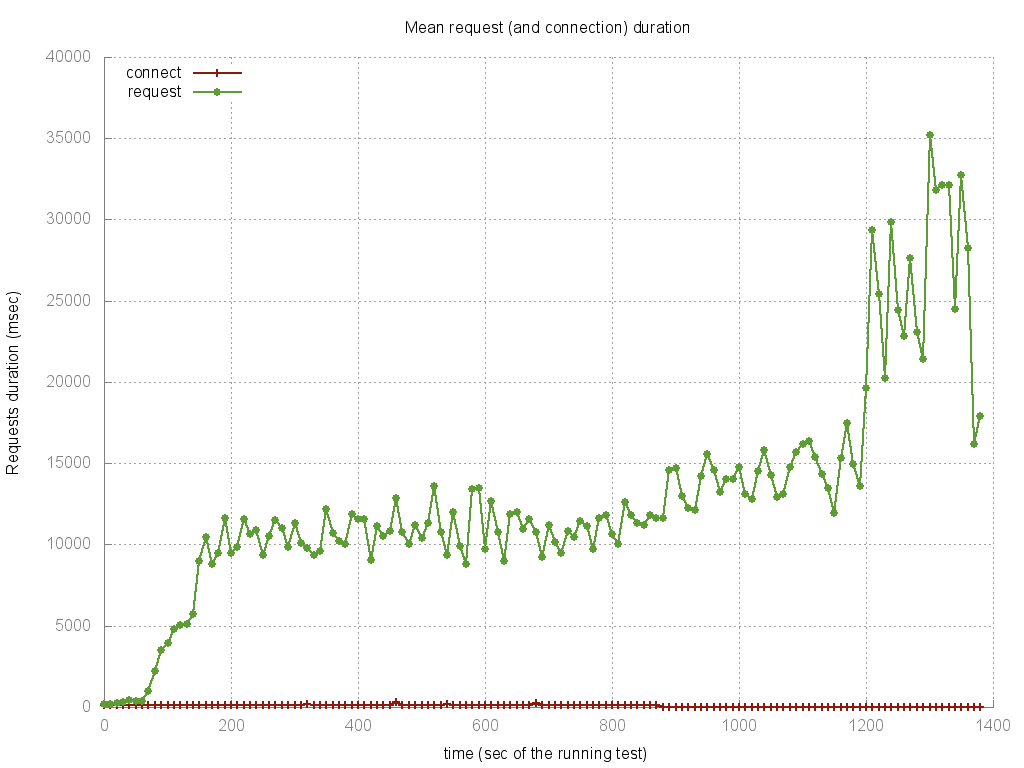 Mean request (and connection) duration
connect
request
Requests duration (msec)
40000
35000
30000
25000
20000
15000
10000
5000
0
0 200 400 600 800 1000 1200 1400
time (sec of the running test)